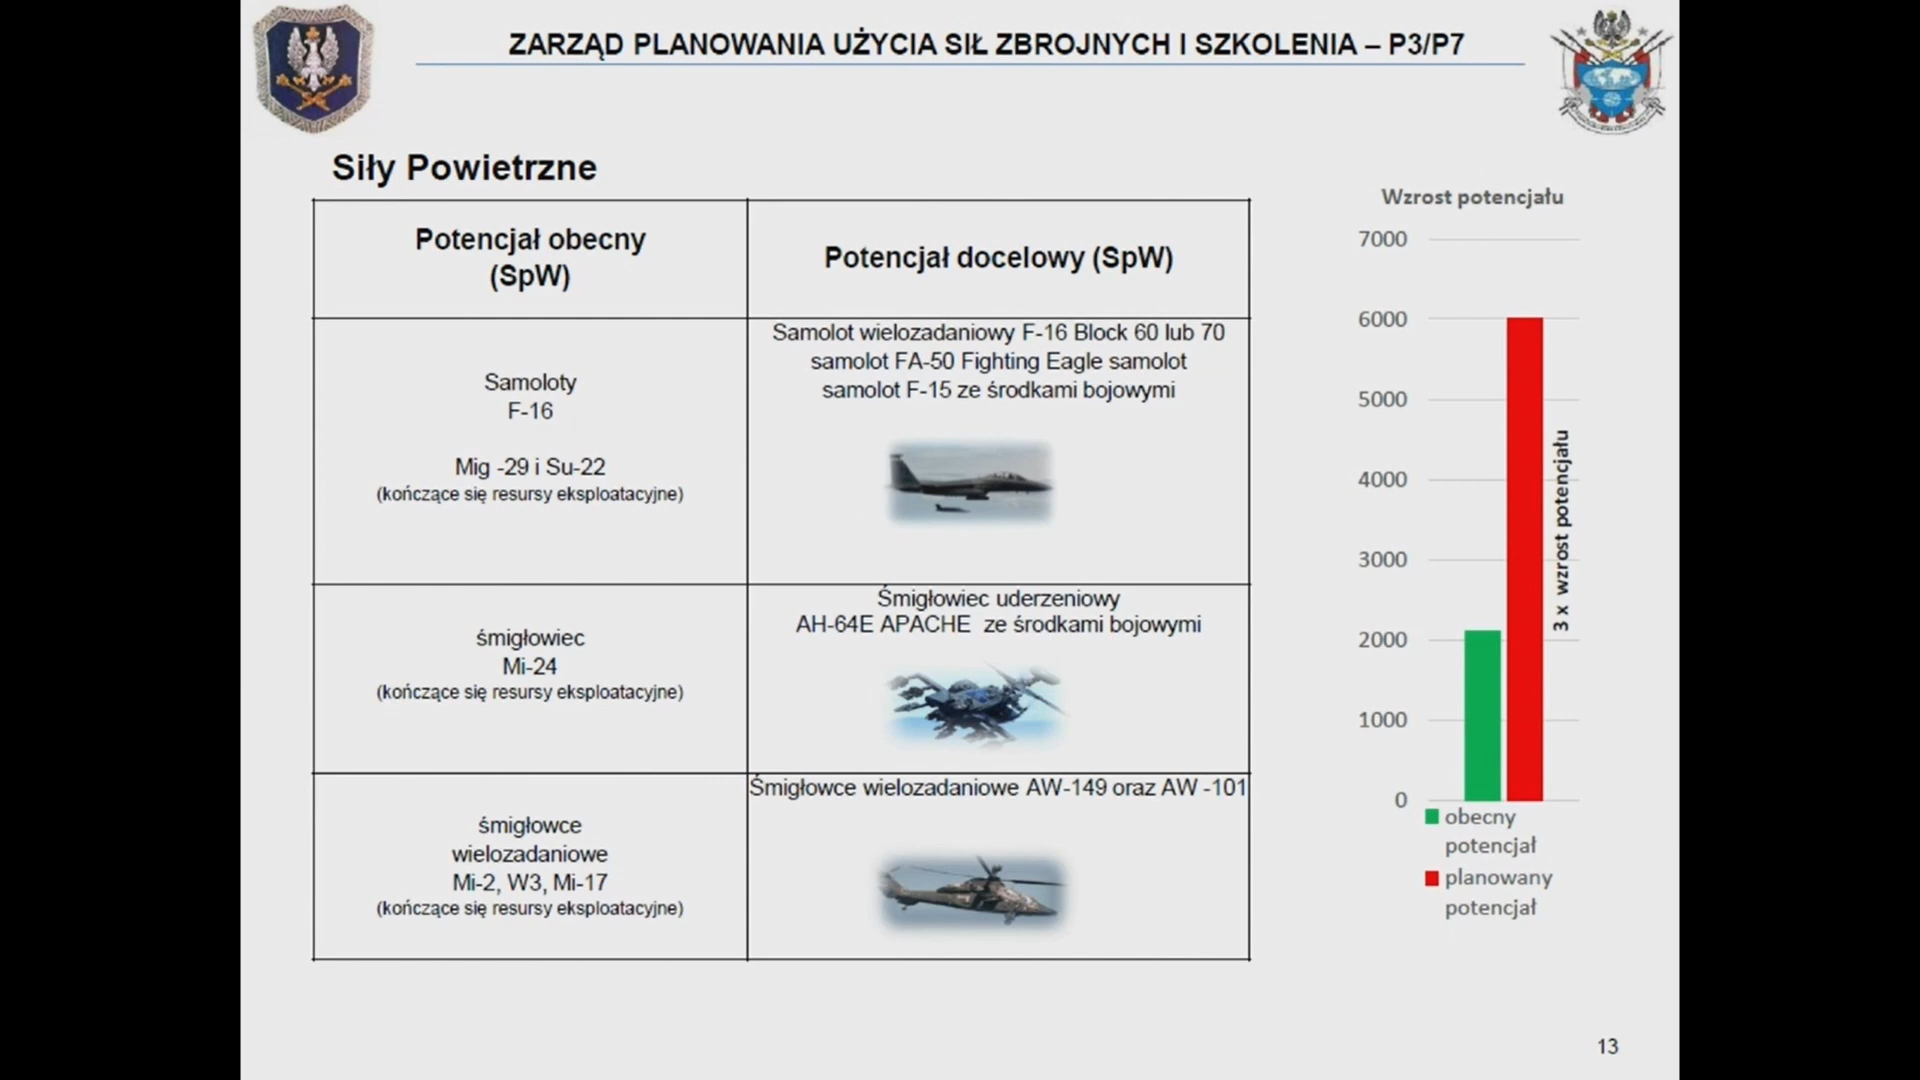 ZARZĄD PLANOWANIA UŻYCIA SIŁ ZBROJNYCH I SZKOLENIA – P3/P7
Siły Powietrzne
Potencjał obecny
(SpW)
Potencjał docelowy (SpW)
Samoloty
F-16
Mig -29 i Su-22
(kończące się resursy eksploatacyjne)
Samolot wielozadaniowy F-16 Block 60 lub 70
samolot FA-50 Fighting Eagle samolot
samolot F-15 ze środkami bojowymi
śmigłowiec
Mi-24
(kończące się resursy eksploatacyjne)
Śmigłowiec uderzeniowy
AH-64E APACHE ze środkami bojowymi
śmigłowce
wielozadaniowe
Mi-2, W3, Mi-17
(kończące się resursy eksploatacyjne)
Śmigłowce wielozadaniowe AW-149 oraz AW -101
Wzrost potencjału
7000
6000
5000
4000
3000
2000
1000
0
3 x wzrost potencjału
obecny
potencjał
planowany
potencjał
13